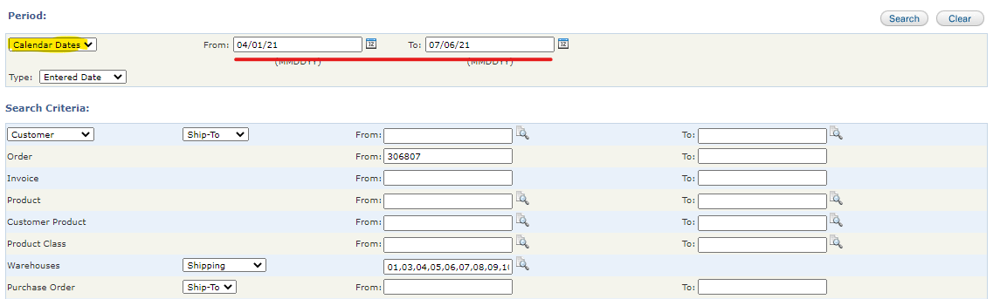 Period:
Search Clear
Calendar Dates From: 04/01/21 12 To: 07/06/21 12
(MMDDYY) (MMDDYY)
Type: Entered Date
Search Criteria:
Customer Ship-To From: To:
Order From: 306807 To:
Invoice From: To:
Product From: To:
Customer Product From: To:
Product Class From: To:
Warehouses Shipping 01,03,04,05,06,07,08,09,1
Purchase Order Ship-To From: To: